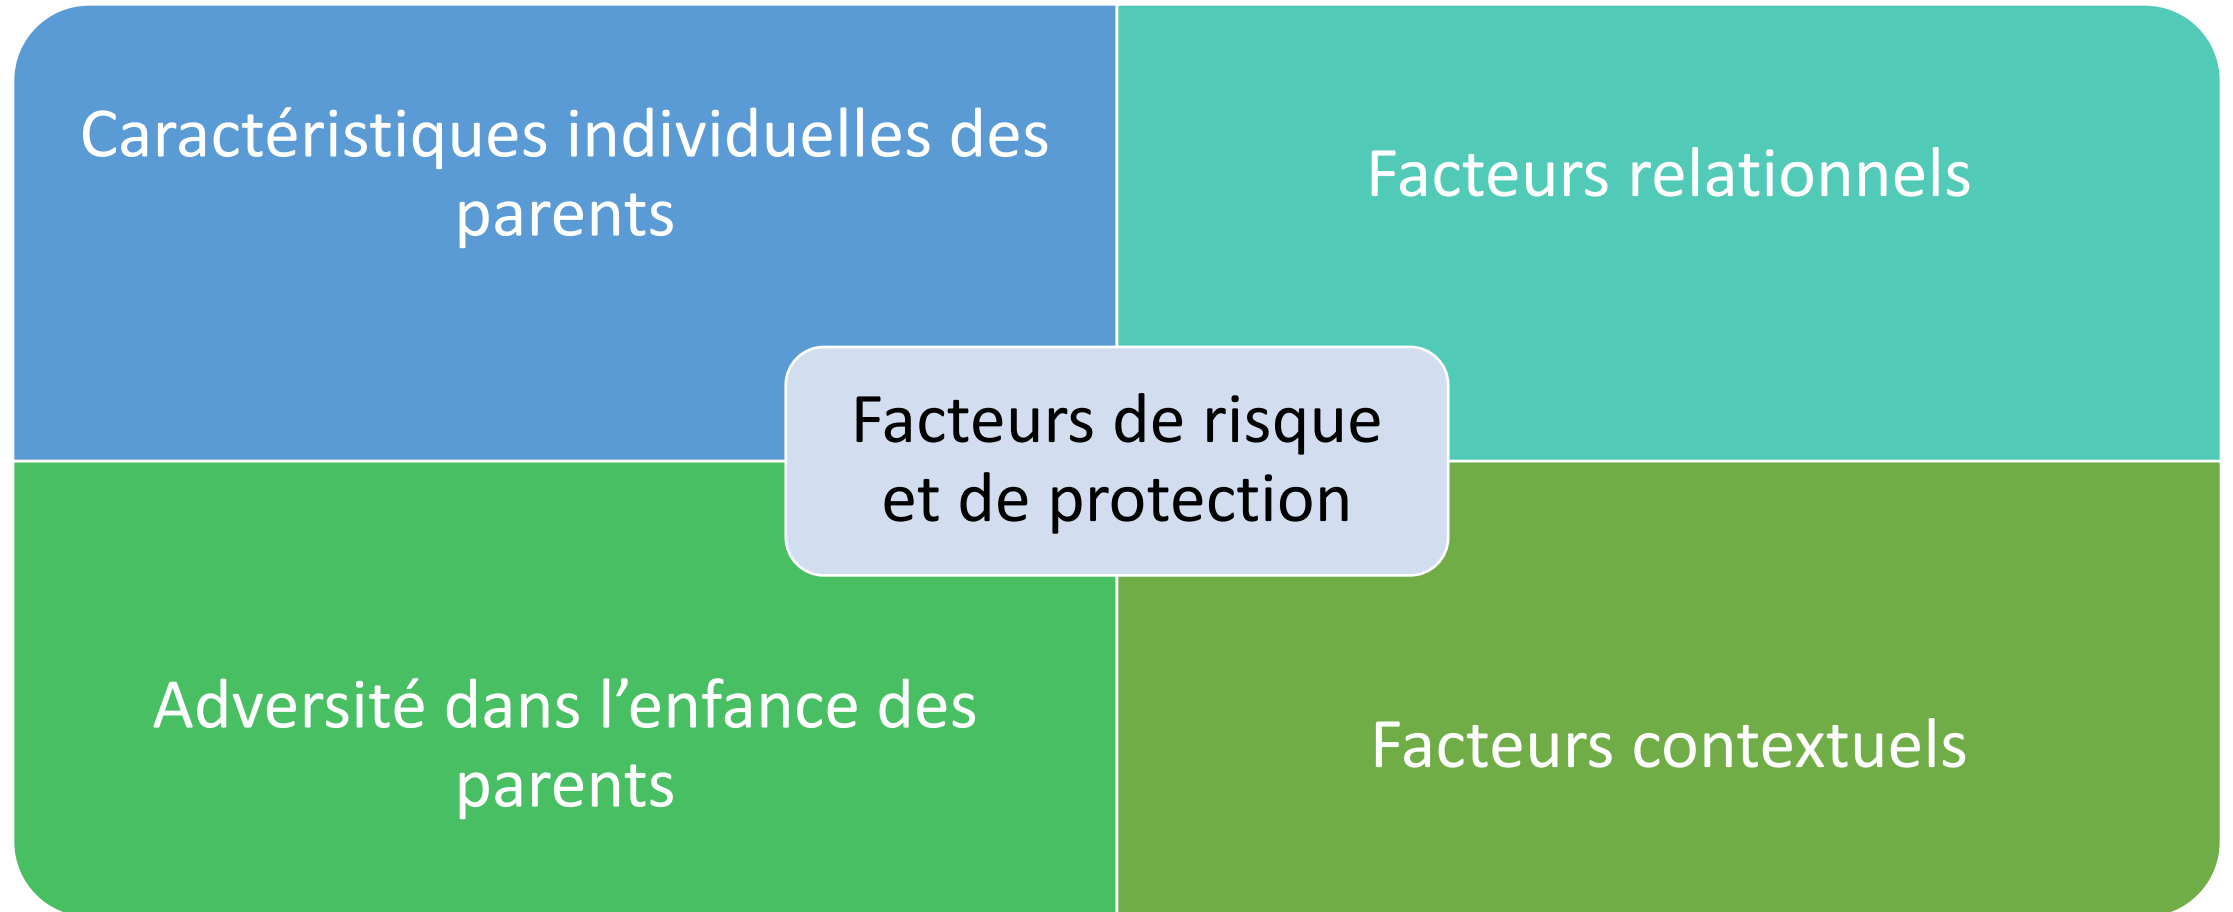 Caractéristiques individuelles des
parents
Facteurs relationnels
Facteurs de risque
et de protection
Adversité dans l’enfance des
parents
Facteurs contextuels